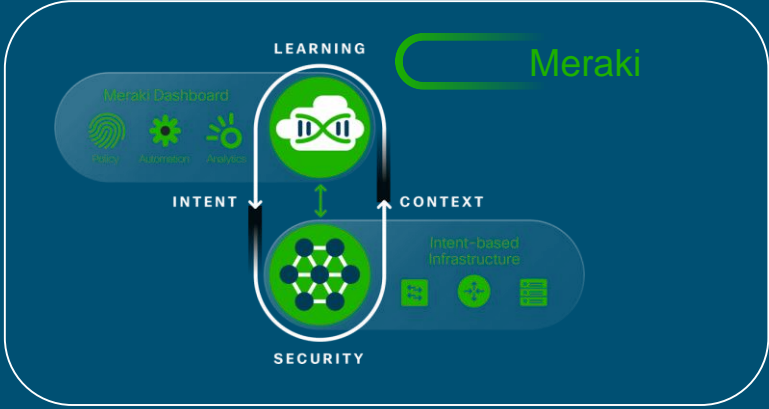 LEARNING
Meraki
Meraki Dashboard
Policy
Automation
Analytics
INTENT
CONTEXT
Intent-based
Infrastructure
SECURITY